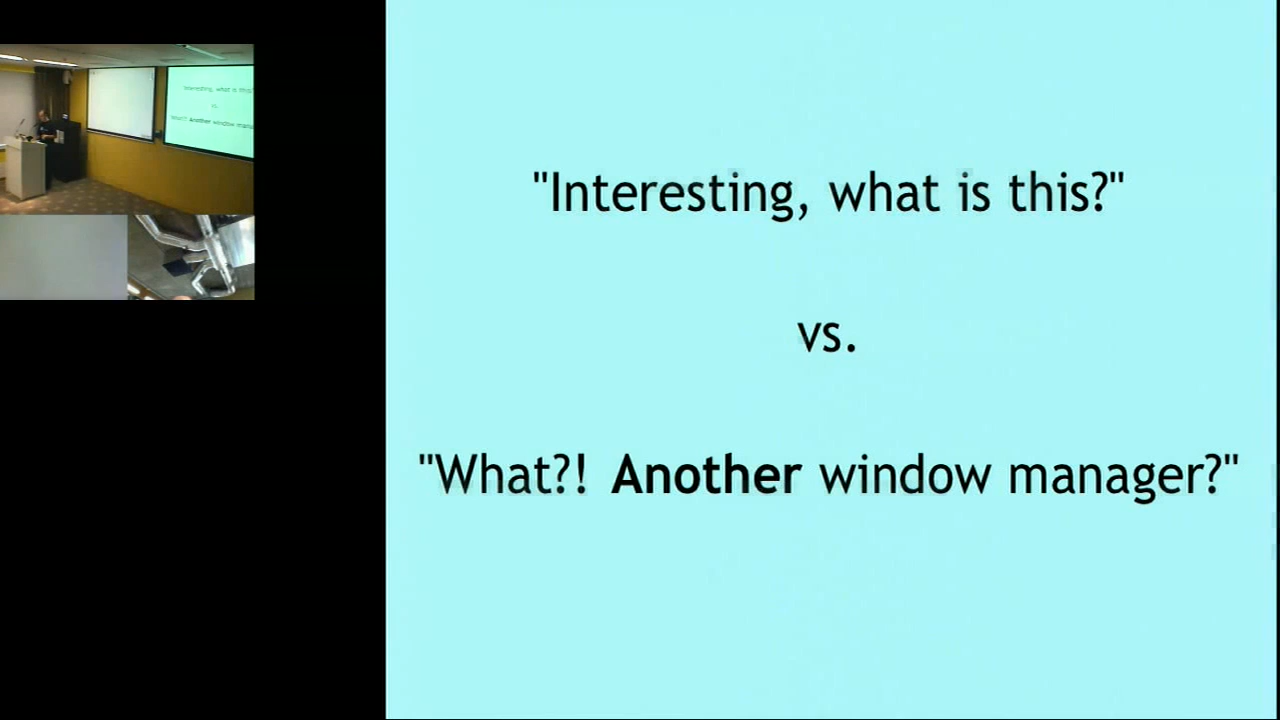 "Interesting, what is this?"
vs.
"What?! Another window manager?"